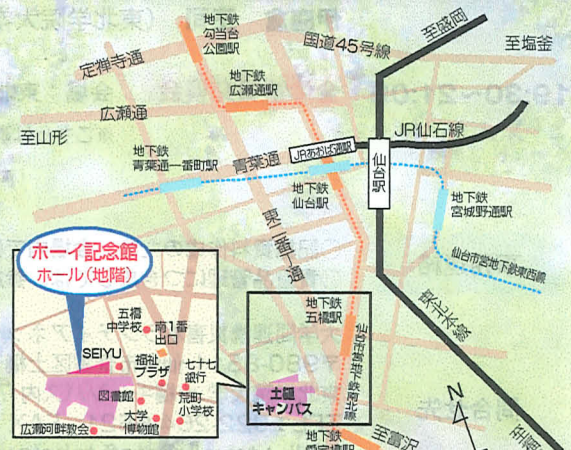 地下鉄
勾当台
公園駅
国道45号線
至盛岡
至塩釜
定禅寺通
地下鉄
広瀬通駅
広瀬通
至山形
JR仙石線
地下鉄
青葉通一番町駅
青葉通
JRあおば通駅
仙台駅
地下鉄
仙台駅
地下鉄
宮城野通駅
東二番丁通
仙台市営地下鉄東西線
ホーイ記念館
ホール(地階)
東北本線
地下鉄
五橋駅
仙台市営地下鉄南北線
五橋
中学校
南1番
出口
SEIYU
福祉
プラザ
七十七
銀行
図書館
荒町
小学校
大学
博物館
広瀬河畔教会
土樋
キャンパス
N
至富沢
地下鉄
愛宕橋駅